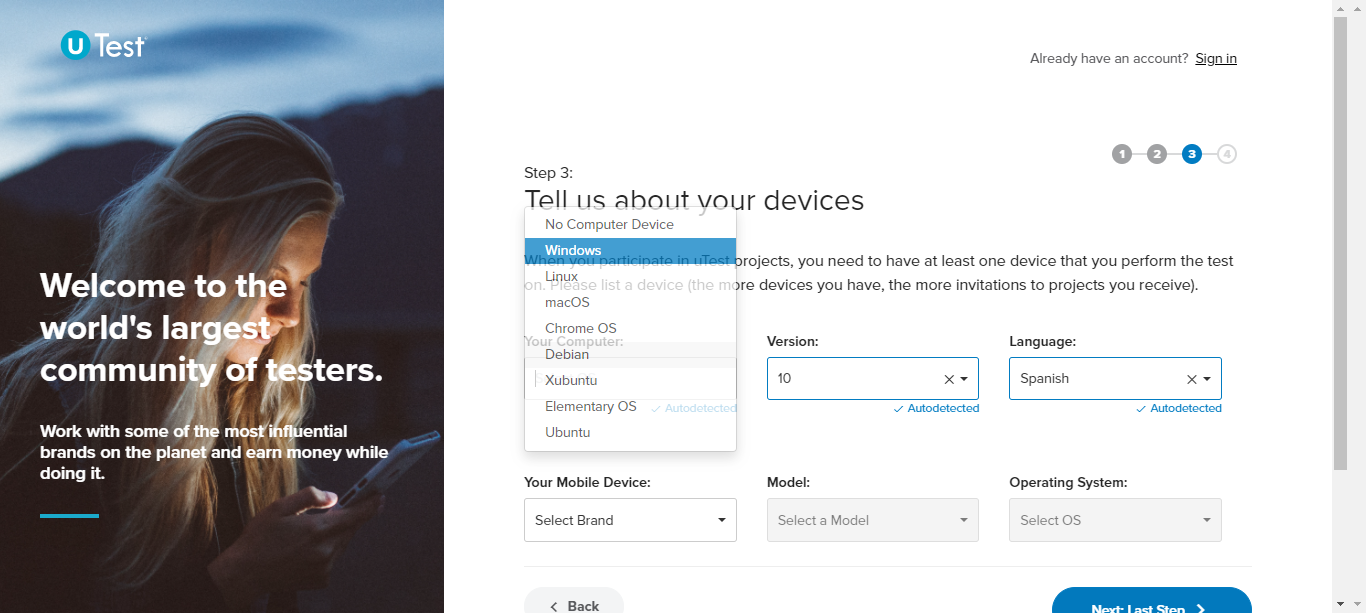 U Test
Already have an account? Sign in
1 2 3 4
Step 3:
Tell us about your devices
No Computer Device
Windows
When you participate in uTest projects, you need to have at least one device that you perform the test
Linux
on. Please list a device (the more devices you have, the more invitations to projects you receive).
macOS
Chrome OS
Your Computer:
Version:
Language:
Debian
Xubuntu
10
Spanish
Elementary OS
Autodetected
Autodetected
Autodetected
Ubuntu
Welcome to the
world's largest
community of testers.
Work with some of the most influential
brands on the planet and earn money while
doing it.
Your Mobile Device:
Model:
Operating System:
Select Brand
Select a Model
Select OS
Back
Next: Last Step